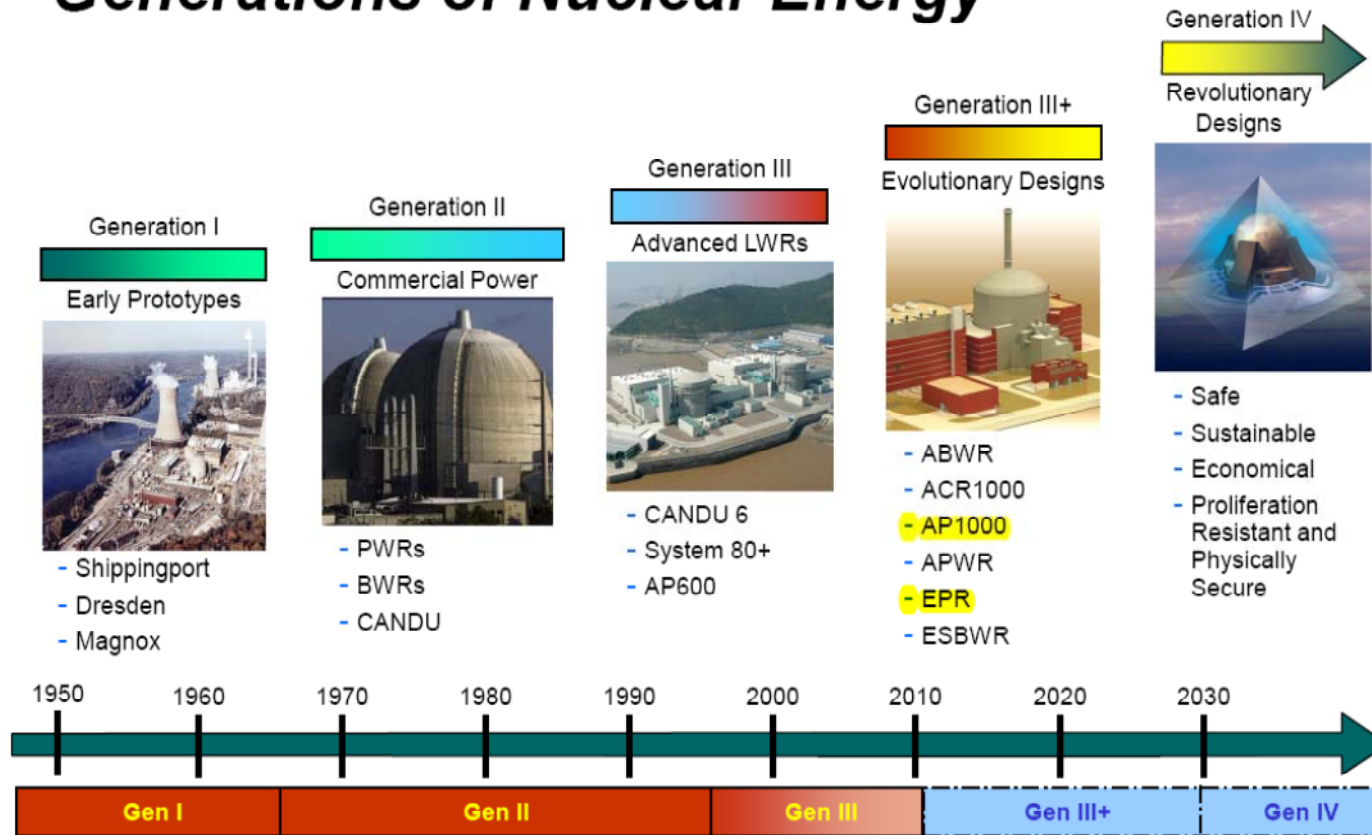 Generations of Nuclear Energy
Generation I
Early Prototypes
- Shippingport
- Dresden
- Magnox
Generation II
Commercial Power
- PWRs
- BWRs
- CANDU
Generation III
Advanced LWRs
- CANDU 6
- System 80+
- AP600
Generation III+
Evolutionary Designs
- ABWR
- ACR1000
- AP1000
- APWR
- EPR
- ESBWR
Generation IV
Revolutionary
Designs
- Safe
- Sustainable
- Economical
- Proliferation
Resistant and
Physically
Secure
1950 1960 1970 1980 1990 2000 2010 2020 2030
Gen I Gen II Gen III Gen III+ Gen IV